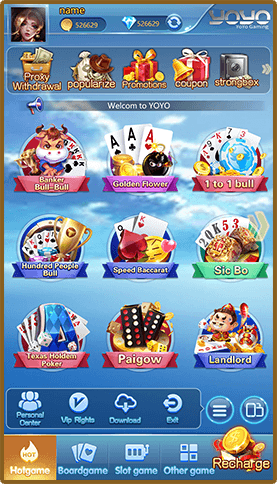 name
526629
526629
YOYO
YOYO Gaming
Proxy
Withdrawal
popularize
Promotions
coupon
strongbox
Welcom to YOYO
Banker
Bull-Bull
Golden Flower
1 to 1 bull
Hundred People
Bull
Speed Baccarat
Sic Bo
Texas Holdem
Poker
Paigow
Landlord
Personal
Center
Vip Rights
Download
Exit
HOT
Hotgame
Boardgame
Slot game
Other game
Recharge